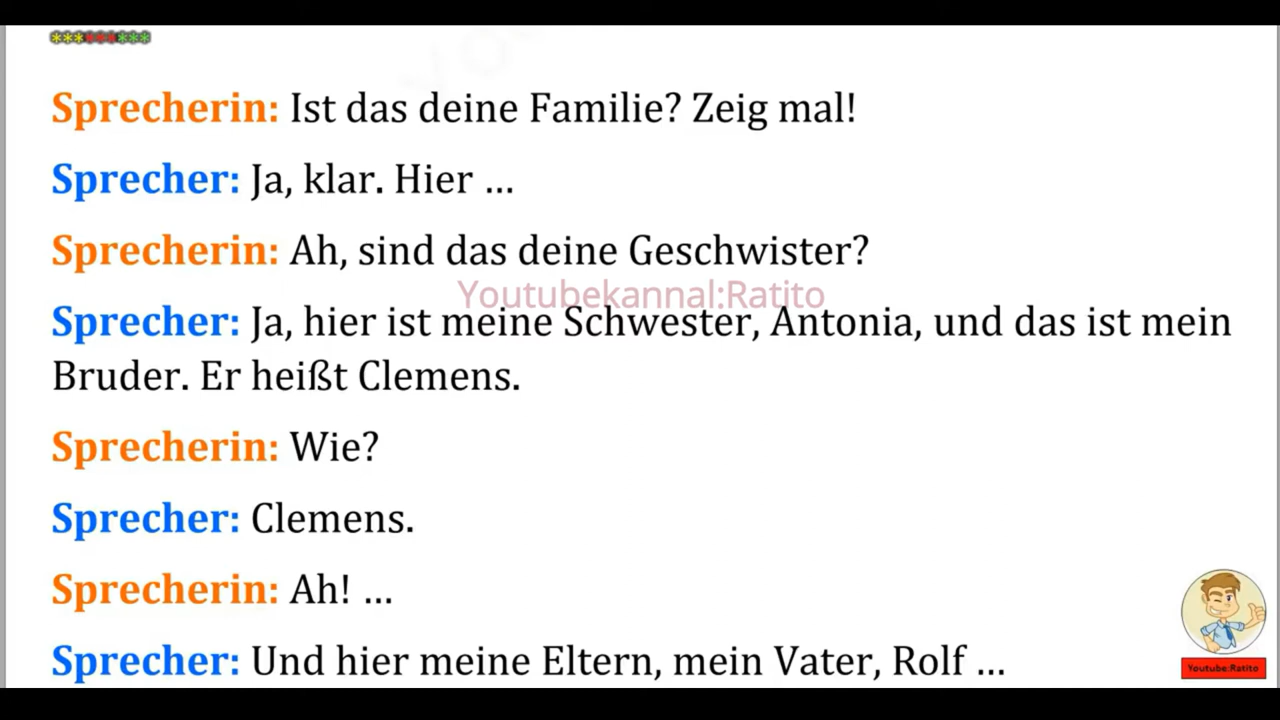 **********
Sprecherin: Ist das deine Familie? Zeig mal!
Sprecher: Ja, klar. Hier ...
Sprecherin: Ah, sind das deine Geschwister?
Youtubekannal:Ratito
Sprecher: Ja, hier ist meine Schwester, Antonia, und das ist mein
Bruder. Er heißt Clemens.
Sprecherin: Wie?
Sprecher: Clemens.
Sprecherin: Ah! ...
Sprecher: Und hier meine Eltern, mein Vater, Rolf ...
Youtube:Ratito